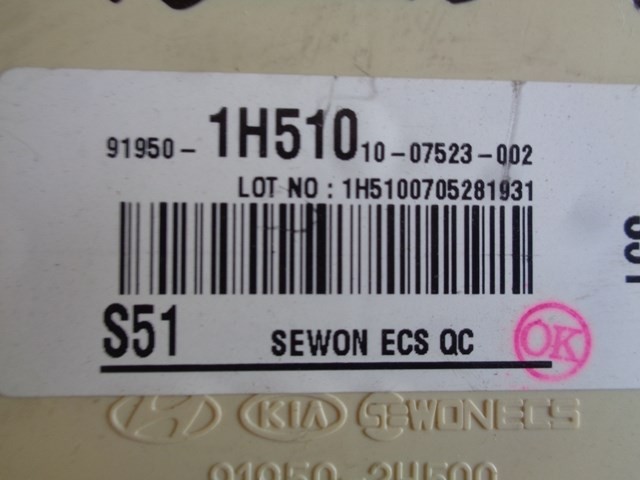 91950 - 1H510 10-07523-002
LOT NO : 1H5100705281931
S51 SEWON ECS QC OK
KIA SEWONECS